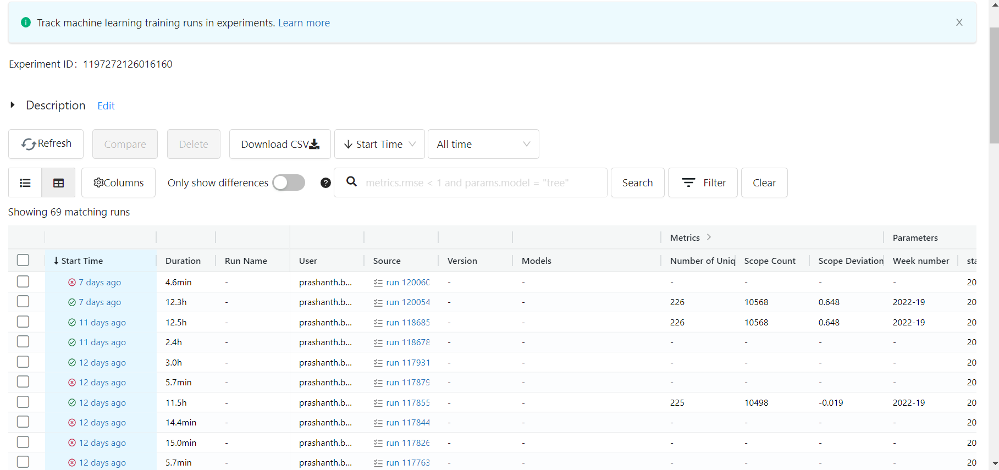 Track machine learning training runs in experiments. Learn more
Experiment ID: 1197272126016160
Description Edit
Refresh Compare Delete Download CSV Start Time All time
Columns Only show differences metrics.rmse < 1 and params.model = "tree" Search Filter Clear
Showing 69 matching runs
Metrics Parameters
Start Time Duration Run Name User Source Version Models Number of Uniq Scope Count Scope Deviation Week number sta
7 days ago 4.6min - prashanth.b... run 120060 - - - - - - 20
7 days ago 12.3h - prashanth.b... run 120054 - - 226 10568 0.648 2022-19 20
11 days ago 12.5h - prashanth.b... run 118685 - - 226 10568 0.648 2022-19 20
11 days ago 2.4h - prashanth.b... run 118678 - - - - - - 20
12 days ago 3.0h - prashanth.b... run 117931 - - - - - - 20
12 days ago 5.7min - prashanth.b... run 117879 - - - - - - 20
12 days ago 11.5h - prashanth.b... run 117855 - - 225 10498 -0.019 2022-19 20
12 days ago 14.4min - prashanth.b... run 117844 - - - - - - 20
12 days ago 15.0min - prashanth.b... run 117826 - - - - - - 20
12 days ago 5.7min - prashanth.b... run 117763 - - - - - - 20